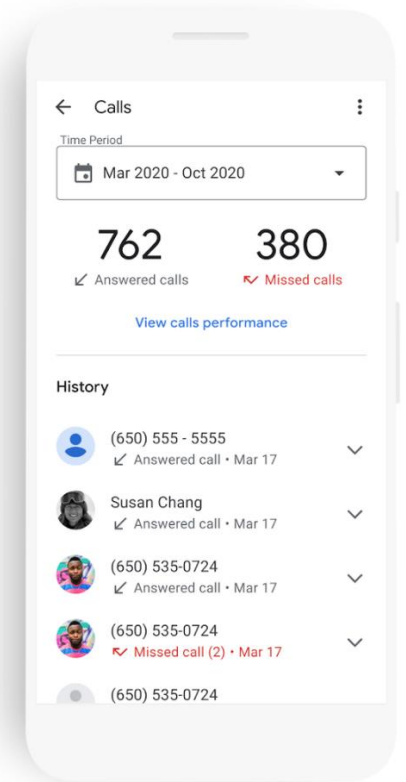 Calls
Time Period
Mar 2020 - Oct 2020
762 380
Answered calls Missed calls
View calls performance
History
(650) 555 - 5555
Answered call • Mar 17
Susan Chang
Answered call • Mar 17
(650) 535-0724
Answered call • Mar 17
(650) 535-0724
Missed call (2) • Mar 17
(650) 535-0724